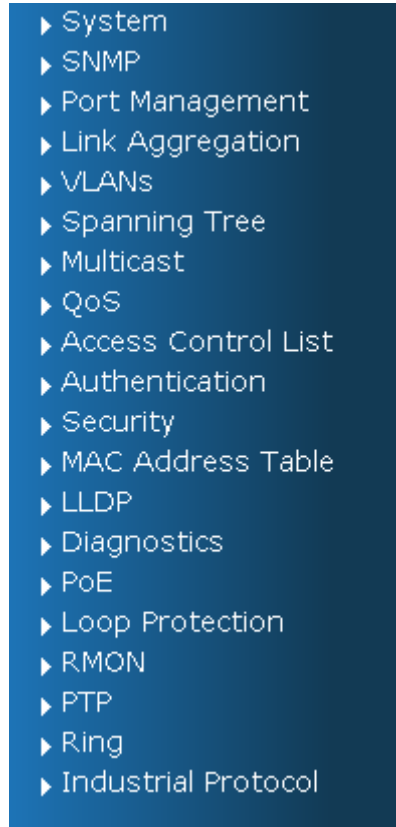 System
SNMP
Port Management
Link Aggregation
VLANs
Spanning Tree
Multicast
QoS
Access Control List
Authentication
Security
MAC Address Table
LLDP
Diagnostics
PoE
Loop Protection
RMON
PTP
Ring
Industrial Protocol